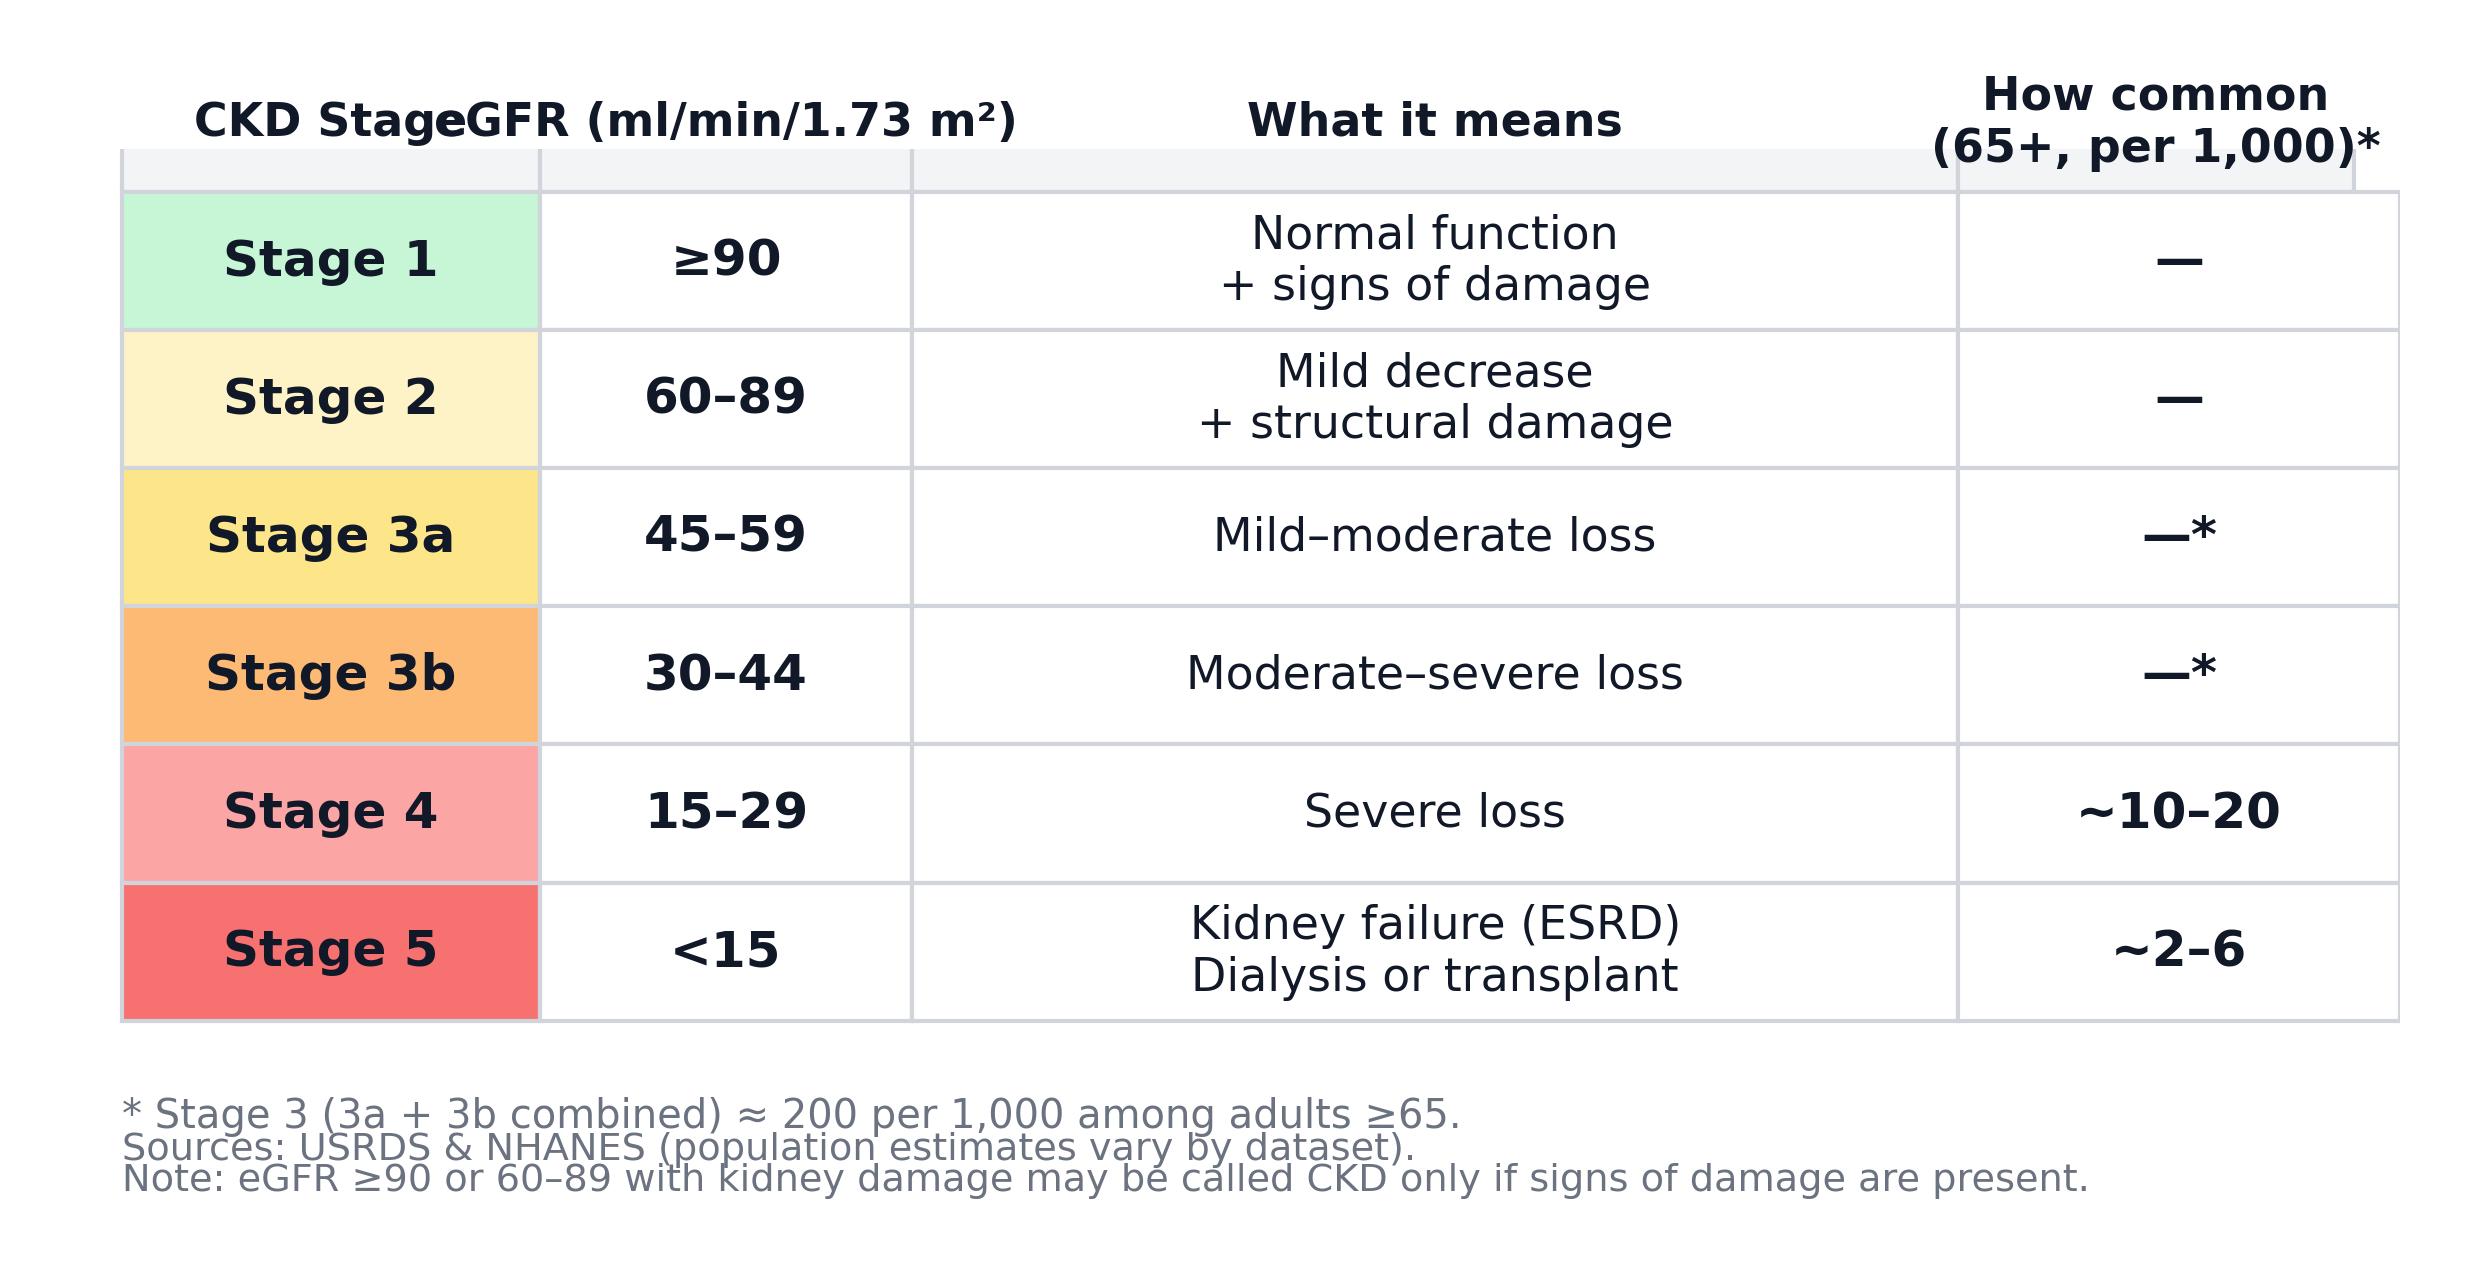 How common
CKD Stage eGFR (ml/min/1.73 m²) What it means
(65+, per 1,000)*
Normal function
Stage 1 ≥90 —
+ signs of damage
Mild decrease
Stage 2 60–89 —
+ structural damage
Stage 3a 45–59 Mild–moderate loss —*
Stage 3b 30–44 Moderate–severe loss —*
Stage 4 15–29 Severe loss ~10–20
Kidney failure (ESRD)
Stage 5 <15 ~2–6
Dialysis or transplant
* Stage 3 (3a + 3b combined) ≈ 200 per 1,000 among adults ≥65.
Sources: USRDS & NHANES (population estimates vary by dataset).
Note: eGFR ≥90 or 60–89 with kidney damage may be called CKD only if signs of damage are present.